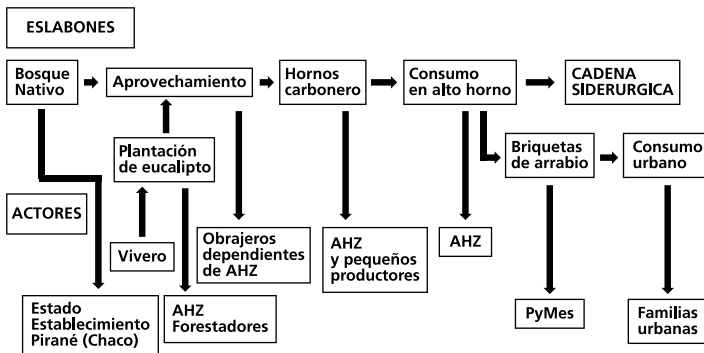 ESLABONES
Bosque
Nativo
Aprovechamiento
Hornos
carbonero
Consumo
en alto horno
CADENA
SIDERURGICA
Plantación
de eucalipto
Briquetas
de arrabio
Consumo
urbano
ACTORES
Vivero
Obrajeros
dependientes
de AHZ
AHZ
y pequeños
productores
AHZ
Estado
Establecimiento
Pirané (Chaco)
AHZ
Forestadores
PyMes
Familias
urbanas